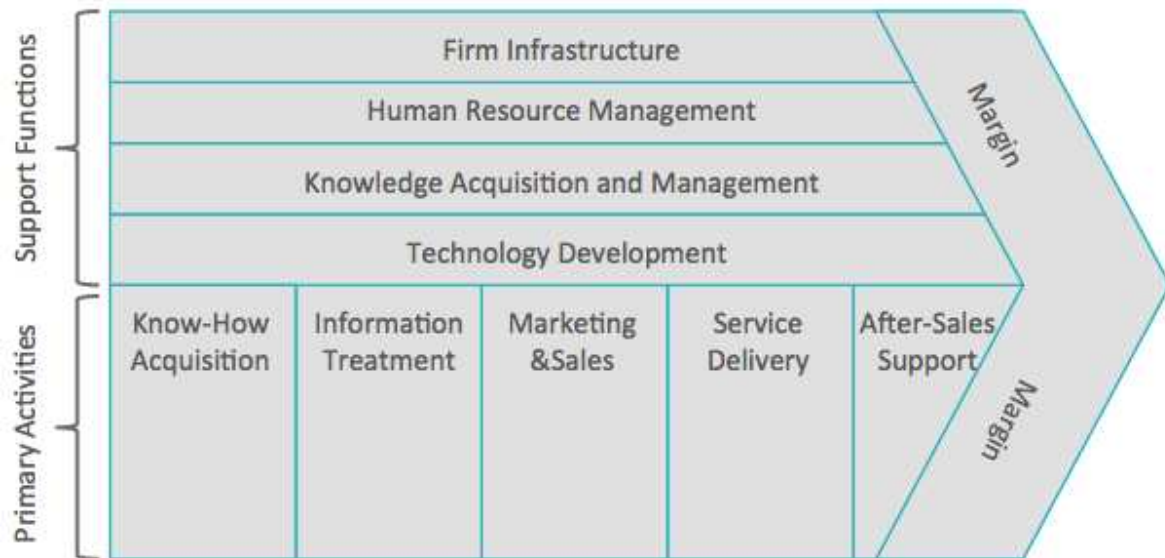 Support Functions
Firm Infrastructure
Human Resource Management
Knowledge Acquisition and Management
Technology Development
Margin
Primary Activities
Know-How
Acquisition
Information
Treatment
Marketing
&Sales
Service
Delivery
After-Sales
Support
Margin